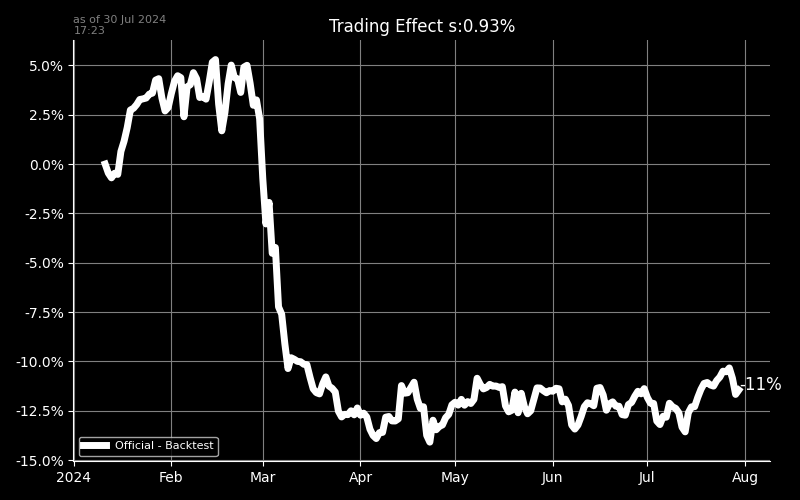 as of 30 Jul 2024
17:23
Trading Effect s:0.93%
5.0%
2.5%
0.0%
-2.5%
-5.0%
-7.5%
-10.0%
-12.5%
-15.0%
-11%
Official - Backtest
2024 Feb Mar Apr May Jun Jul Aug